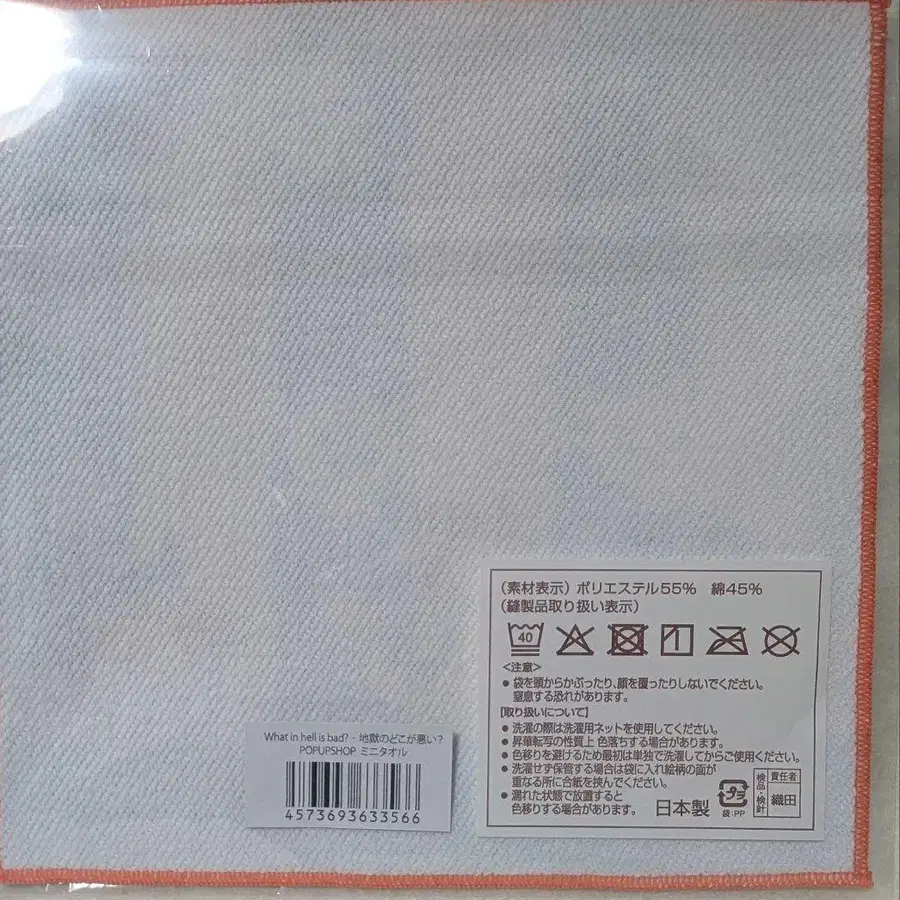 (素材表示) ポリエステル55% 綿45%
(縫製品取り扱い表示)
40
<注意>
● 袋を頭からかぶったり、顔を覆ったりしないでください。
窒息する恐れがあります。
[取り扱いについて]
● 洗濯の際は洗濯用ネットを使用してください。
● 昇華転写の性質上 色落ちする場合があります。
● 色移りを避けるため最初は単独で洗濯してからご使用ください。
● 洗濯せず保管する場合は袋に入れ絵柄の面が
重なる所に合紙を挟んでください。
● 濡れた状態で放置すると
色移りする場合があります。
日本製
プラ
袋:PP
検品・検針
責任者
織田
What in hell is bad? - 地獄のどこが悪い?
POPUPSHOP ミニタオル
4573693633566